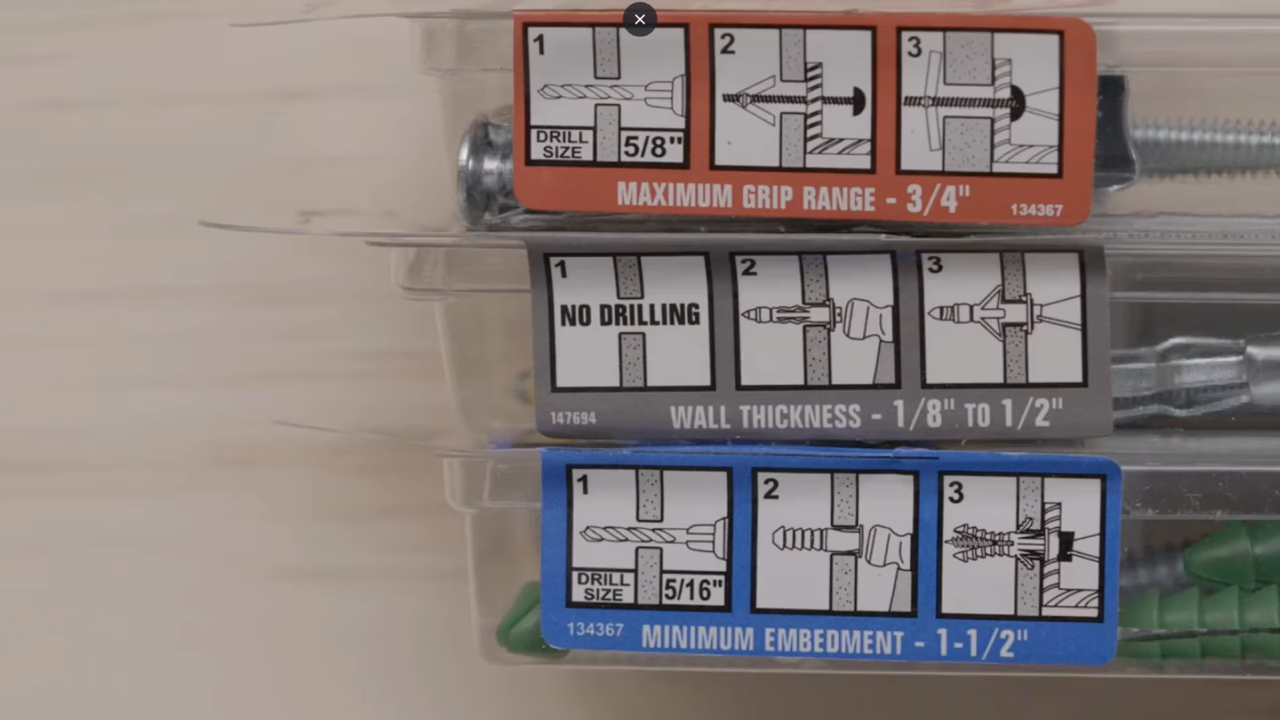 1
2
3
DRILL SIZE
5/8"
MAXIMUM GRIP RANGE - 3/4"
134367
1
2
3
NO DRILLING
147694
WALL THICKNESS - 1/8" TO 1/2"
1
2
3
DRILL SIZE
5/16"
134367
MINIMUM EMBEDMENT - 1-1/2"